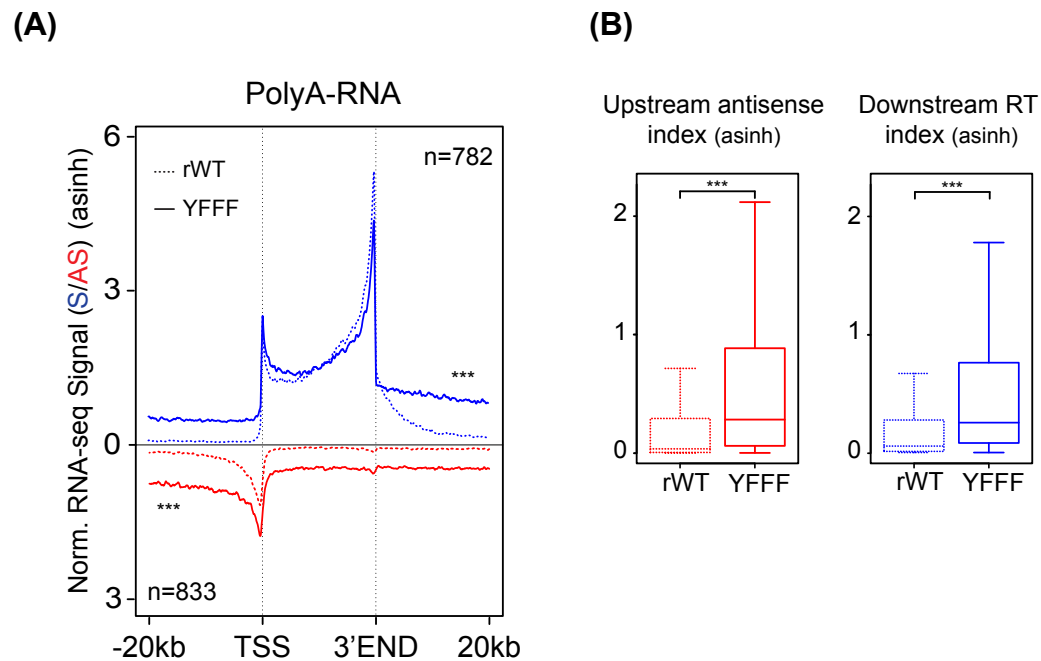 (A)
PolyA-RNA
Norm. RNA-seq Signal (S/AS) (asinh)
6
3
0
3
rWT
YFFF
n=782
***
***
n=833
-20kb TSS 3'END 20kb
(B)
Upstream antisense
index (asinh)
2
1
0
***
rWT YFFF
Downstream RT
index (asinh)
2
1
0
***
rWT YFFF